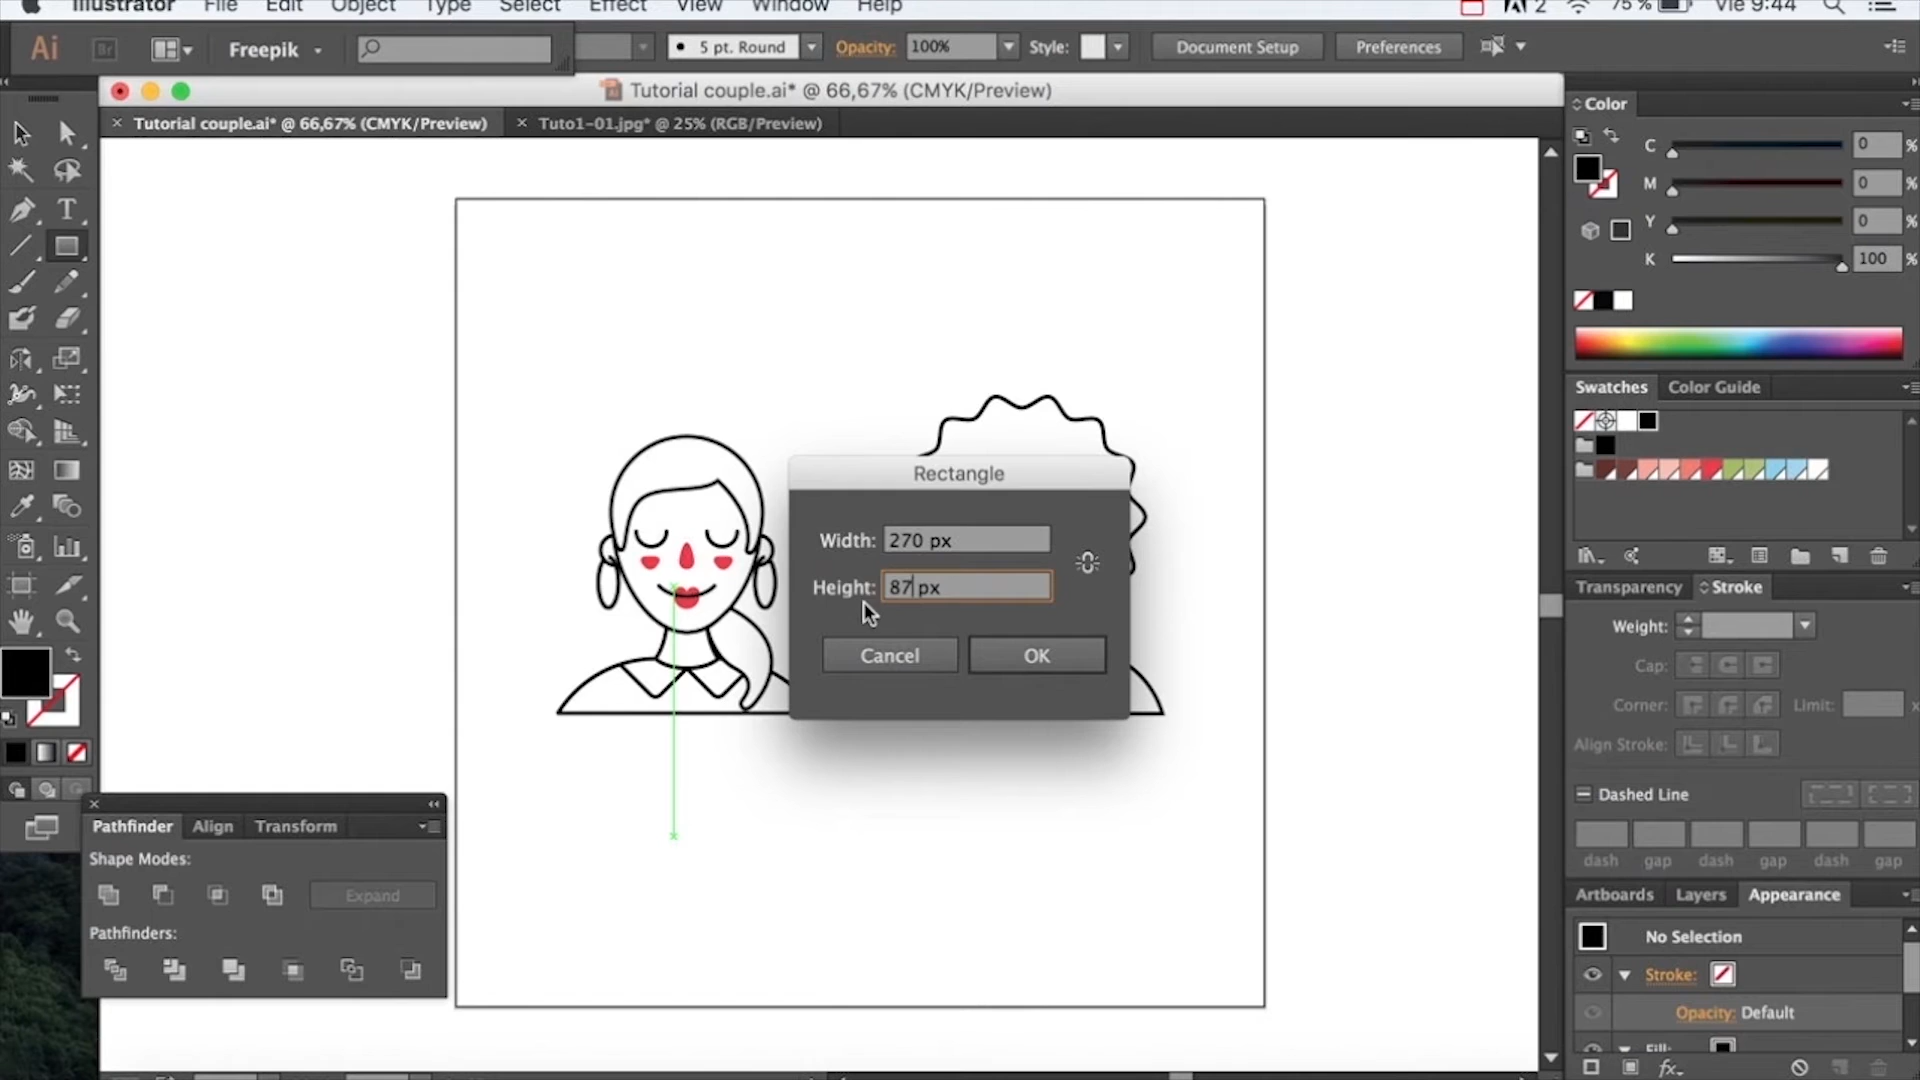 Illustrator File Edit Object Type Select Effect View Window Help 2 75 % Vie 9:44
Ai Br Freepik 5 pt. Round Opacity: 100% Style: Document Setup Preferences
Tutorial couple.ai* @ 66,67% (CMYK/Preview)
Tutorial couple.ai* @ 66,67% (CMYK/Preview) Tuto1-01.jpg* @ 25% (RGB/Preview)
Color
C 0 %
M 0 %
Y 0 %
K 100 %
Swatches Color Guide
Rectangle
Width: 270 px
Height: 87 px
Cancel OK
Transparency Stroke
Weight:
Cap:
Corner: Limit: x
Align Stroke:
Dashed Line
dash gap dash gap dash gap
Pathfinder Align Transform
Shape Modes:
Expand
Pathfinders:
Artboards Layers Appearance
No Selection
Stroke:
Opacity: Default
Fill:
fx